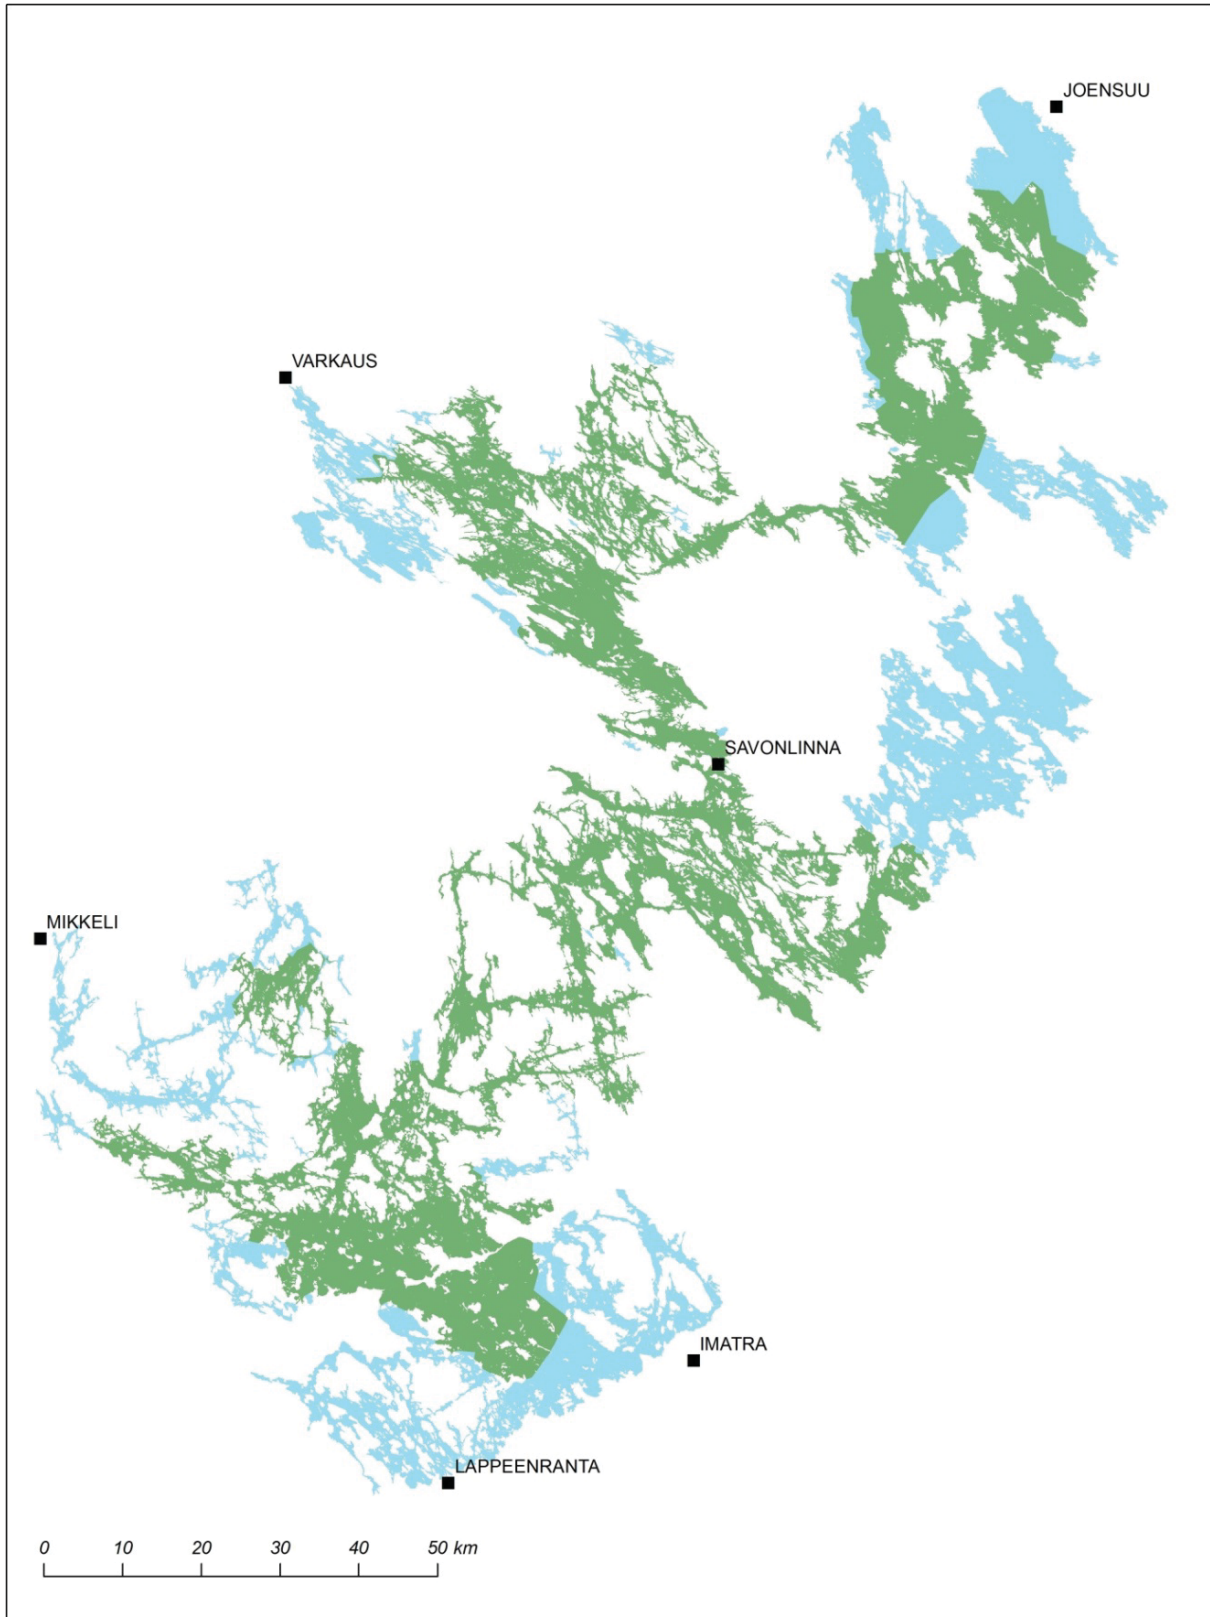 JOENSUU
VARKAUS
SAVONLINNA
MIKKELI
IMATRA
LAPPEENRANTA
0 10 20 30 40 50 km